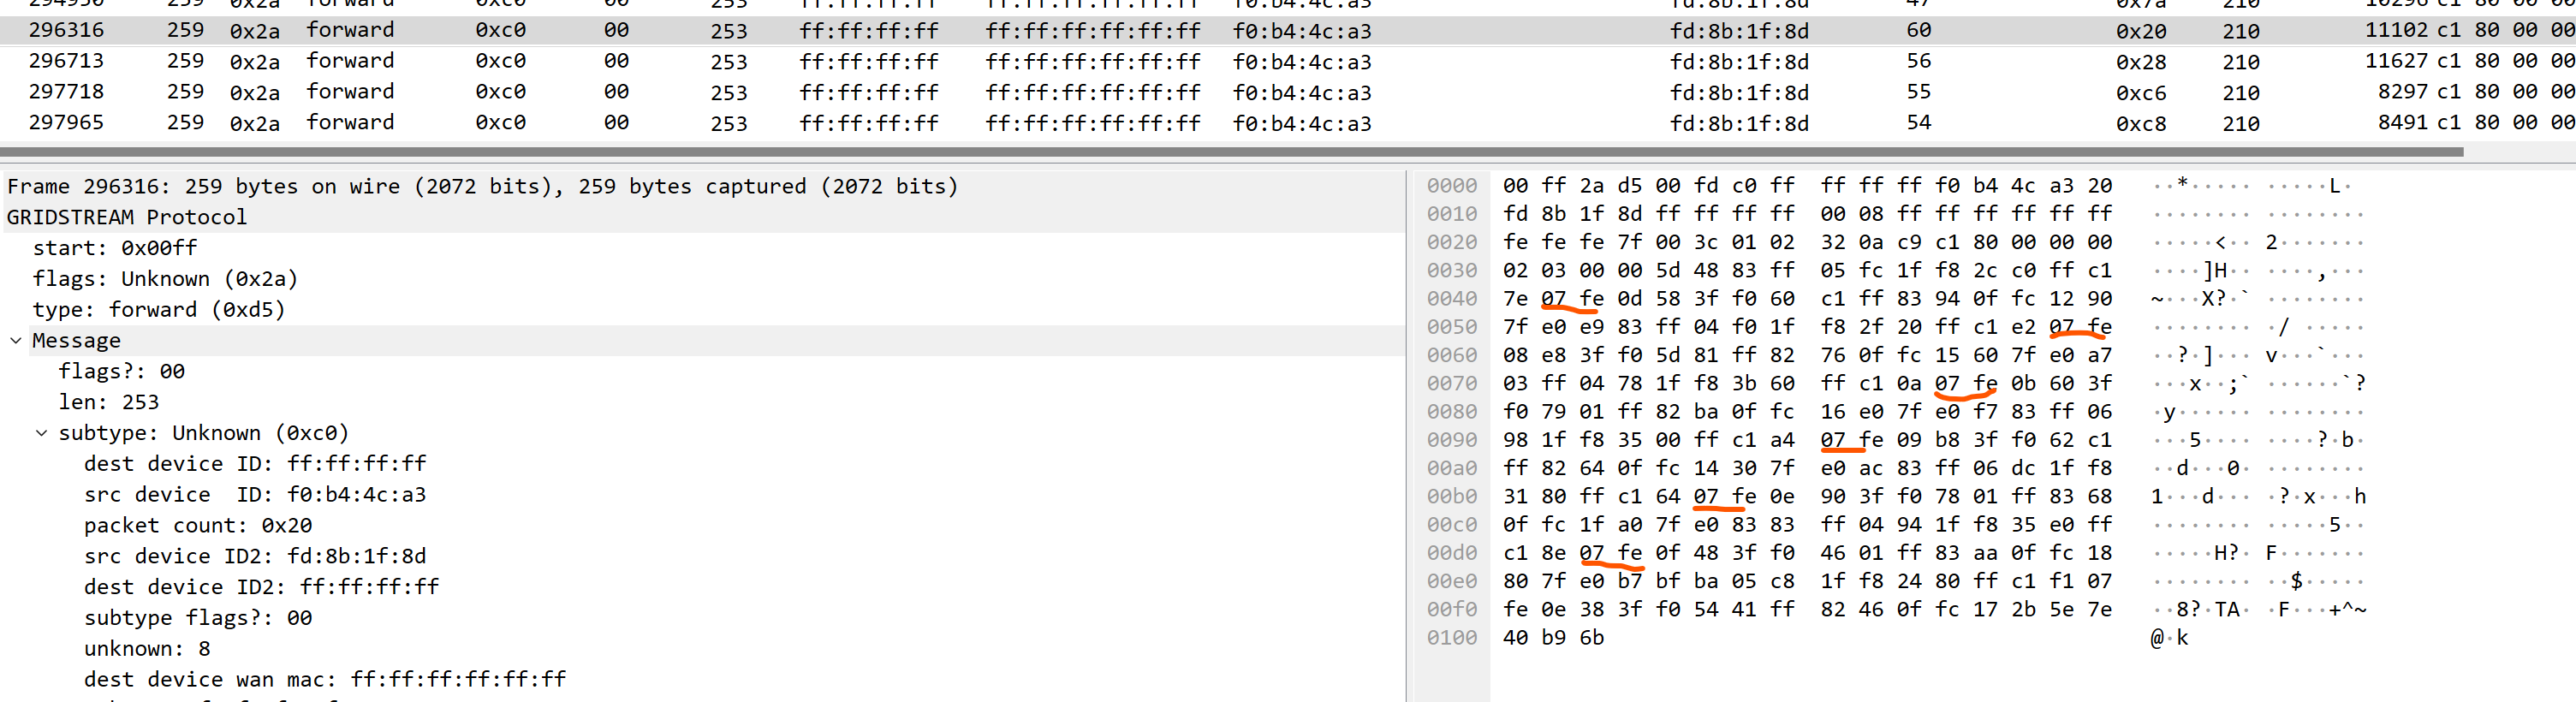 296316 259 0x2a forward 0xc0 00 253 ff:ff:ff:ff ff:ff:ff:ff:ff:ff f0:b4:4c:a3 fd:8b:1f:8d 60 0x20 210 11102 c1 80 00 00
296713 259 0x2a forward 0xc0 00 253 ff:ff:ff:ff ff:ff:ff:ff:ff:ff f0:b4:4c:a3 fd:8b:1f:8d 56 0x28 210 11627 c1 80 00 00
297718 259 0x2a forward 0xc0 00 253 ff:ff:ff:ff ff:ff:ff:ff:ff:ff f0:b4:4c:a3 fd:8b:1f:8d 55 0xc6 210 8297 c1 80 00 00
297965 259 0x2a forward 0xc0 00 253 ff:ff:ff:ff ff:ff:ff:ff:ff:ff f0:b4:4c:a3 fd:8b:1f:8d 54 0xc8 210 8491 c1 80 00 00
Frame 296316: 259 bytes on wire (2072 bits), 259 bytes captured (2072 bits)
GRIDSTREAM Protocol
start: 0x00ff
flags: Unknown (0x2a)
type: forward (0xd5)
Message
flags?: 00
len: 253
subtype: Unknown (0xc0)
dest device ID: ff:ff:ff:ff
src device  ID: f0:b4:4c:a3
packet count: 0x20
src device ID2: fd:8b:1f:8d
dest device ID2: ff:ff:ff:ff
subtype flags?: 00
unknown: 8
dest device wan mac: ff:ff:ff:ff:ff:ff
0000 00 ff 2a d5 00 fd c0 ff ff ff ff f0 b4 4c a3 20 ··*····· ·····L·
0010 fd 8b 1f 8d ff ff ff ff 00 08 ff ff ff ff ff ff ········ ········
0020 fe fe fe 7f 00 3c 01 02 32 0a c9 c1 80 00 00 00 ·····<·· 2·······
0030 02 03 00 00 5d 48 83 ff 05 fc 1f f8 2c c0 ff c1 ····]H·· ····,···
0040 7e 07 fe 0d 58 3f f0 60 c1 ff 83 94 0f fc 12 90 ~···X?·` ········
0050 7f e0 e9 83 ff 04 f0 1f f8 2f 20 ff c1 e2 07 fe ········ ·/ ·····
0060 08 e8 3f f0 5d 81 ff 82 76 0f fc 15 60 7f e0 a7 ··?·]··· v···`···
0070 03 ff 04 78 1f f8 3b 60 ff c1 0a 07 fe 0b 60 3f ···x··;` ······`?
0080 f0 79 01 ff 82 ba 0f fc 16 e0 7f e0 f7 83 ff 06 ·y······ ········
0090 98 1f f8 35 00 ff c1 a4 07 fe 09 b8 3f f0 62 c1 ···5···· ····?·b·
00a0 ff 82 64 0f fc 14 30 7f e0 ac 83 ff 06 dc 1f f8 ··d···0· ········
00b0 31 80 ff c1 64 07 fe 0e 90 3f f0 78 01 ff 83 68 1···d··· ·?·x···h
00c0 0f fc 1f a0 7f e0 83 83 ff 04 94 1f f8 35 e0 ff ········ ·····5··
00d0 c1 8e 07 fe 0f 48 3f f0 46 01 ff 83 aa 0f fc 18 ·····H?· F·······
00e0 80 7f e0 b7 bf ba 05 c8 1f f8 24 80 ff c1 f1 07 ········ ··$·····
00f0 fe 0e 38 3f f0 54 41 ff 82 46 0f fc 17 2b 5e 7e ··8?·TA· ·F···+^~
0100 40 b9 6b @·k